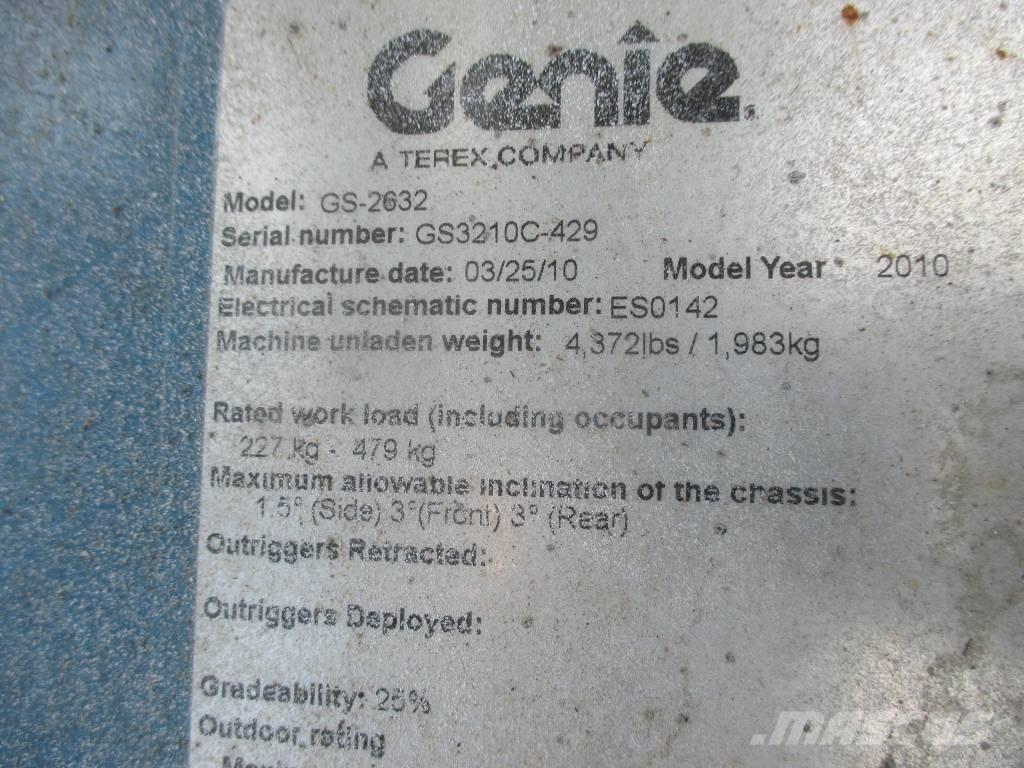 Genie
A TEREX COMPANY
Model: GS-2632
Serial number: GS3210C-429
Manufacture date: 03/25/10 Model Year: 2010
Electrical schematic number: ES0142
Machine unladen weight: 4,372lbs / 1,983kg
Rated work load (including occupants):
227 kg - 479 kg
Maximum allowable inclination of the chassis:
1.5° (Side) 3°(Front) 3° (Rear)
Outriggers Retracted:
Outriggers Deployed:
Gradeability: 25%
Outdoor rating
MASCUS